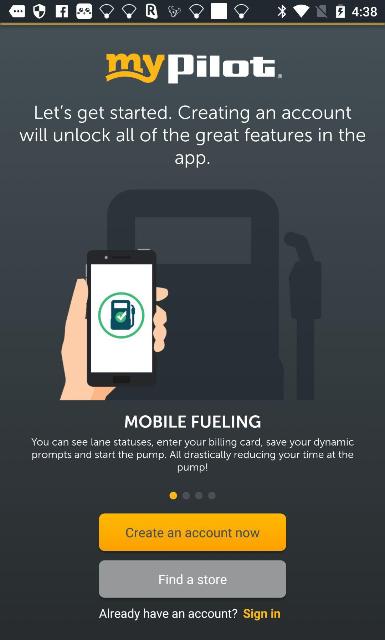 4:38
myPilot.
Let's get started. Creating an account
will unlock all of the great features in the
app.
MOBILE FUELING
You can see lane statuses, enter your billing card, save your dynamic
prompts and start the pump. All drastically reducing your time at the
pump!
Create an account now
Find a store
Already have an account? Sign in